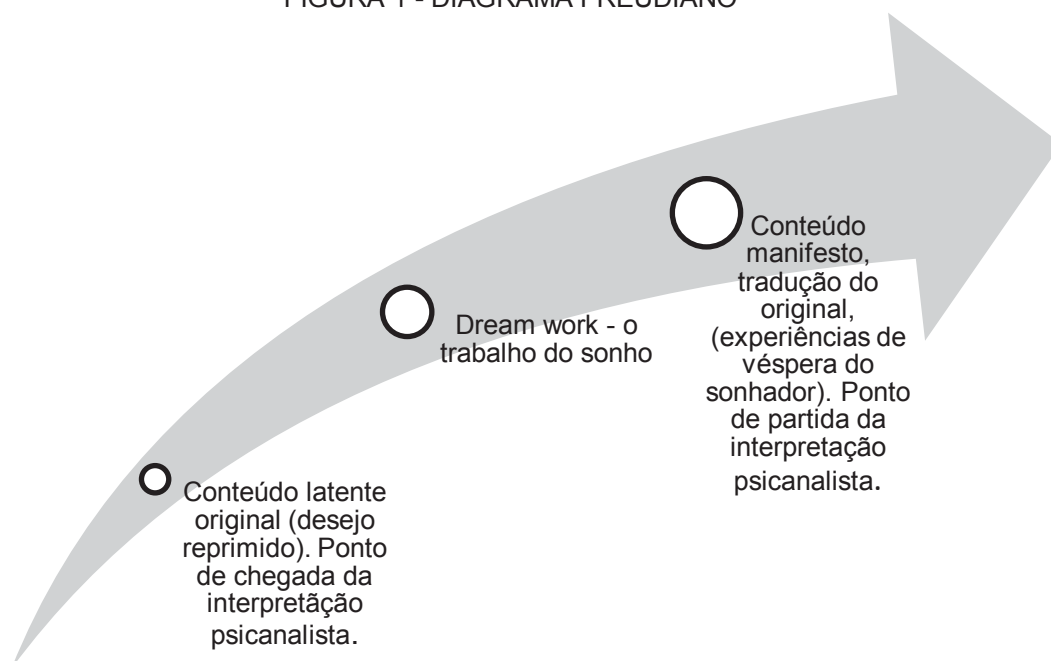 FIGURA 1 - DIAGRAMA FREUDIANO
Conteúdo
manifesto,
tradução do
original,
(experiências de
véspera do
sonhador). Ponto
de partida da
interpretação
psicanalista.
Dream work - o
trabalho do sonho
Conteúdo latente
original (desejo
reprimido). Ponto
de chegada da
interpretãção
psicanalista.